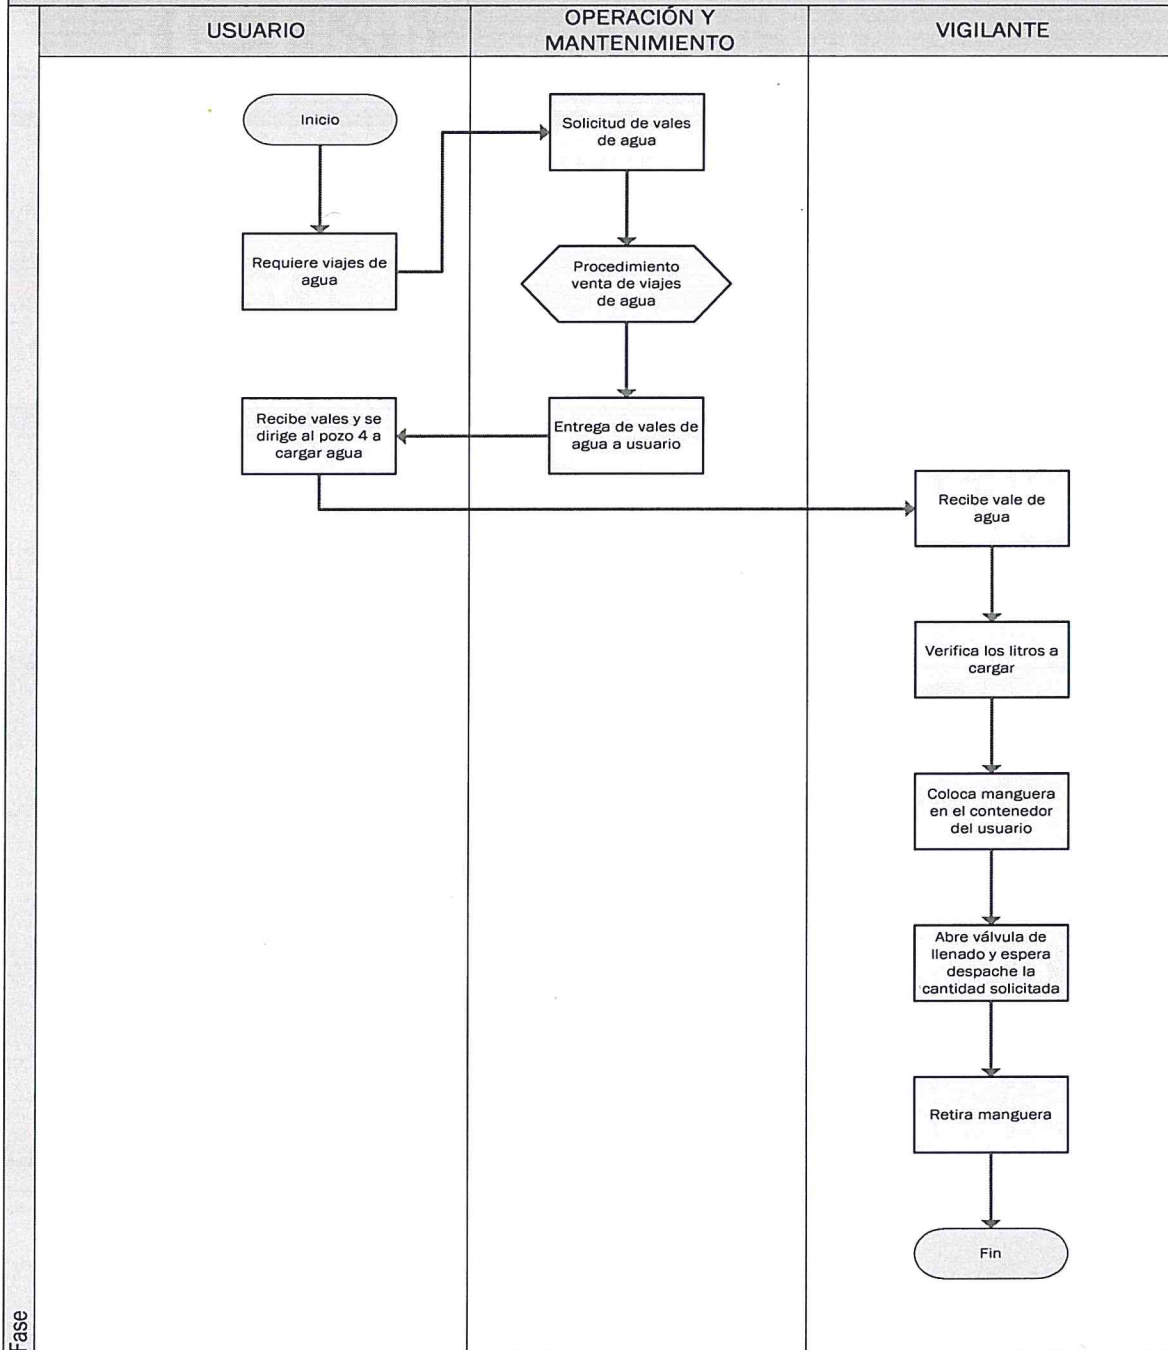 USUARIO
OPERACIÓN Y
MANTENIMIENTO
VIGILANTE
Inicio
Requiere viajes de
agua
Solicitud de vales
de agua
Procedimiento
venta de viajes
de agua
Entrega de vales de
agua a usuario
Recibe vales y se
dirige al pozo 4 a
cargar agua
Recibe vale de
agua
Verifica los litros a
cargar
Coloca manguera
en el contenedor
del usuario
Abre válvula de
llenado y espera
despache la
cantidad solicitada
Retira manguera
Fin
Fase